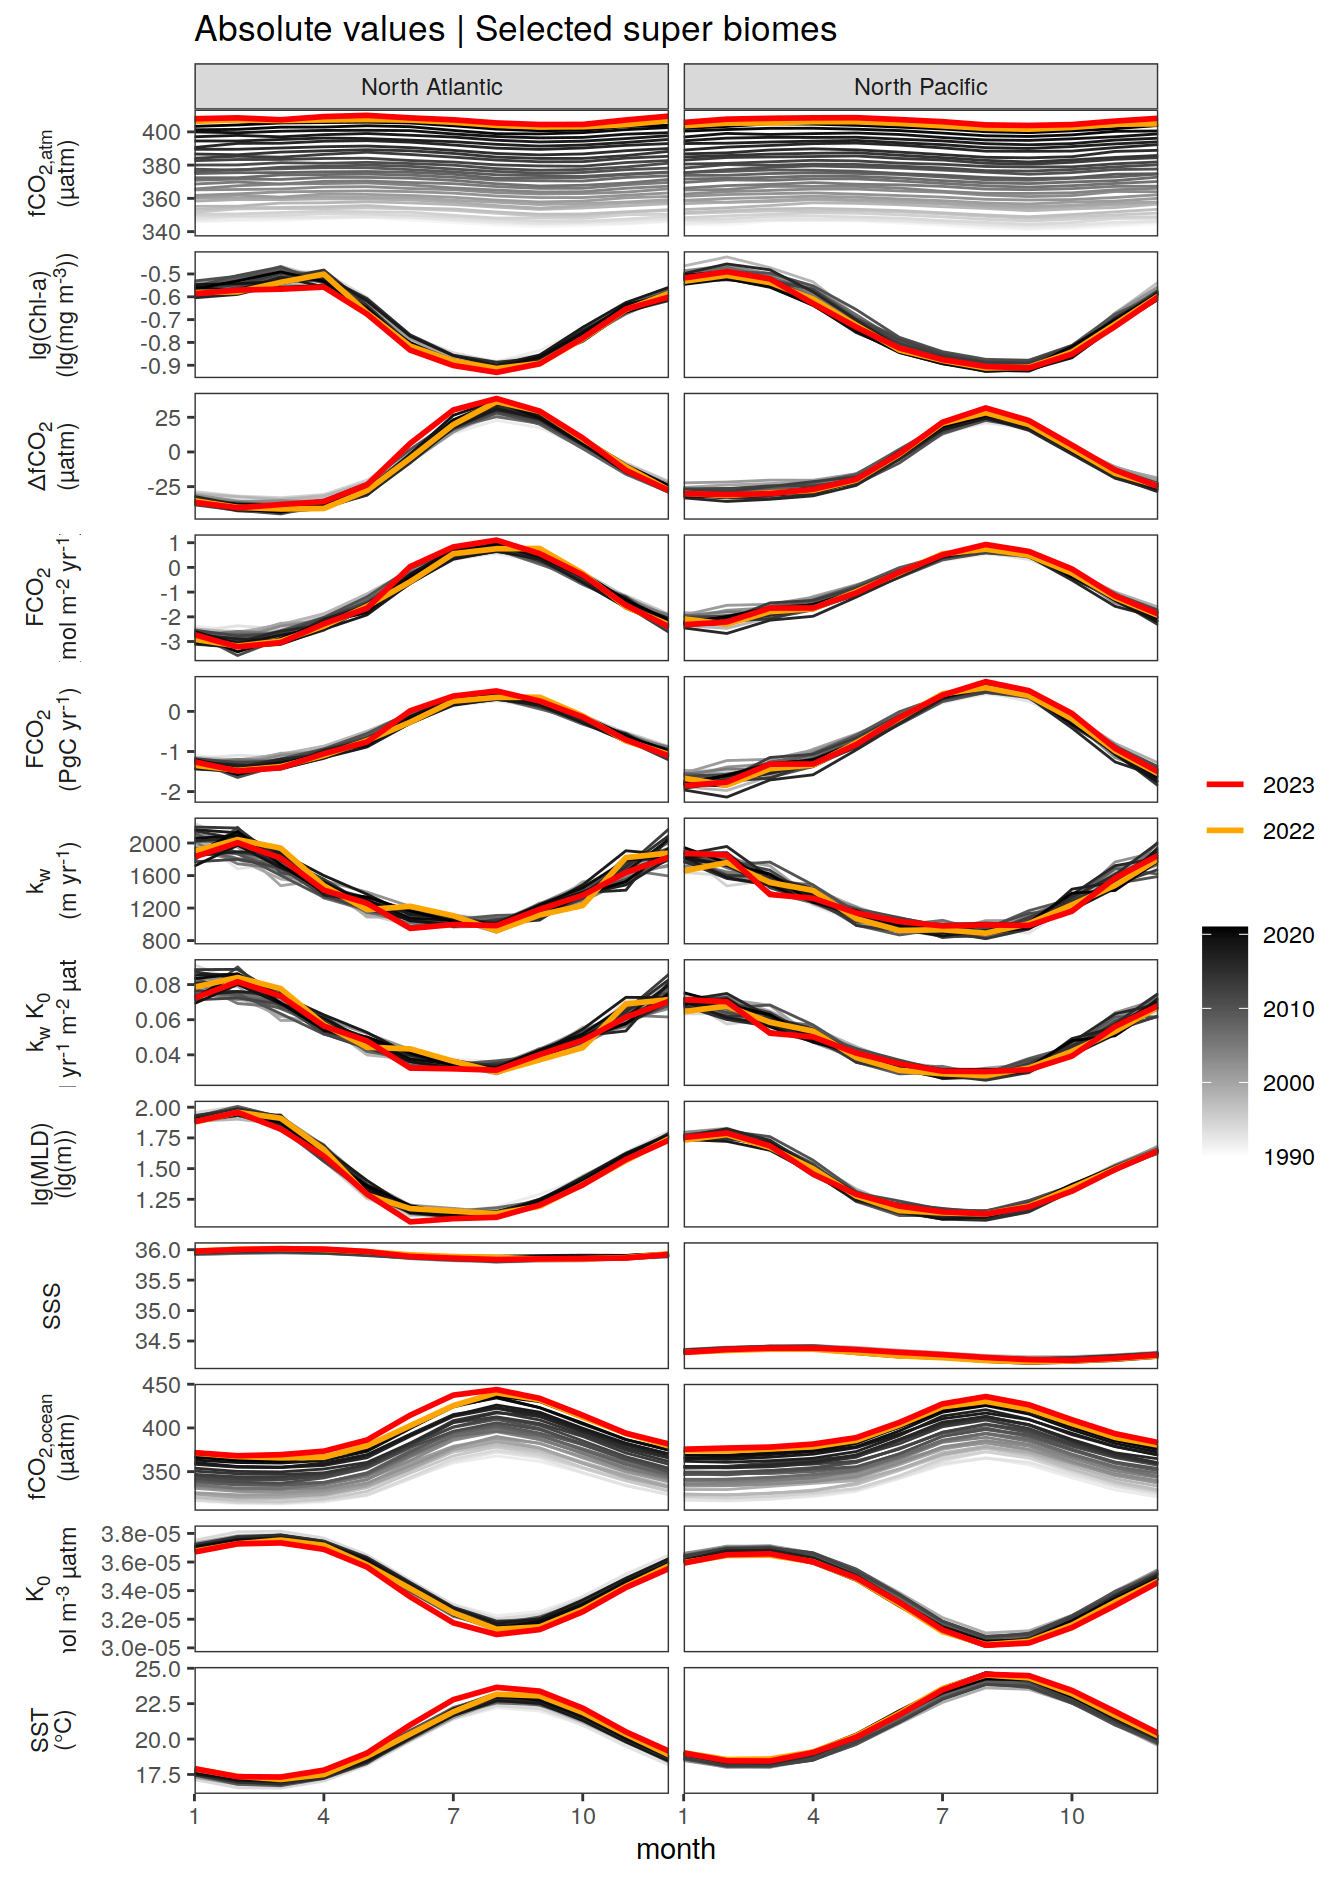 Absolute values | Selected super biomes
North Atlantic
North Pacific
fCO2,atm
(µatm)
400
380
360
340
lg(Chl-a)
(lg(mg m-3))
-0.5
-0.6
-0.7
-0.8
-0.9
ΔfCO2
(µatm)
25
0
-25
FCO2
mol m-2 yr-1
1
0
-1
-2
-3
FCO2
(PgC yr-1)
0
-1
-2
kw
(m yr-1)
2000
1600
1200
800
kw K0
yr-1 m-2 µat
0.08
0.06
0.04
lg(MLD)
(lg(m))
2.00
1.75
1.50
1.25
SSS
36.0
35.5
35.0
34.5
fCO2,ocean
(µatm)
450
400
350
K0
ol m-3 µatm
3.8e-05
3.6e-05
3.4e-05
3.2e-05
3.0e-05
SST
(°C)
25.0
22.5
20.0
17.5
1 4 7 10
1 4 7 10
month
2023
2022
2020
2010
2000
1990